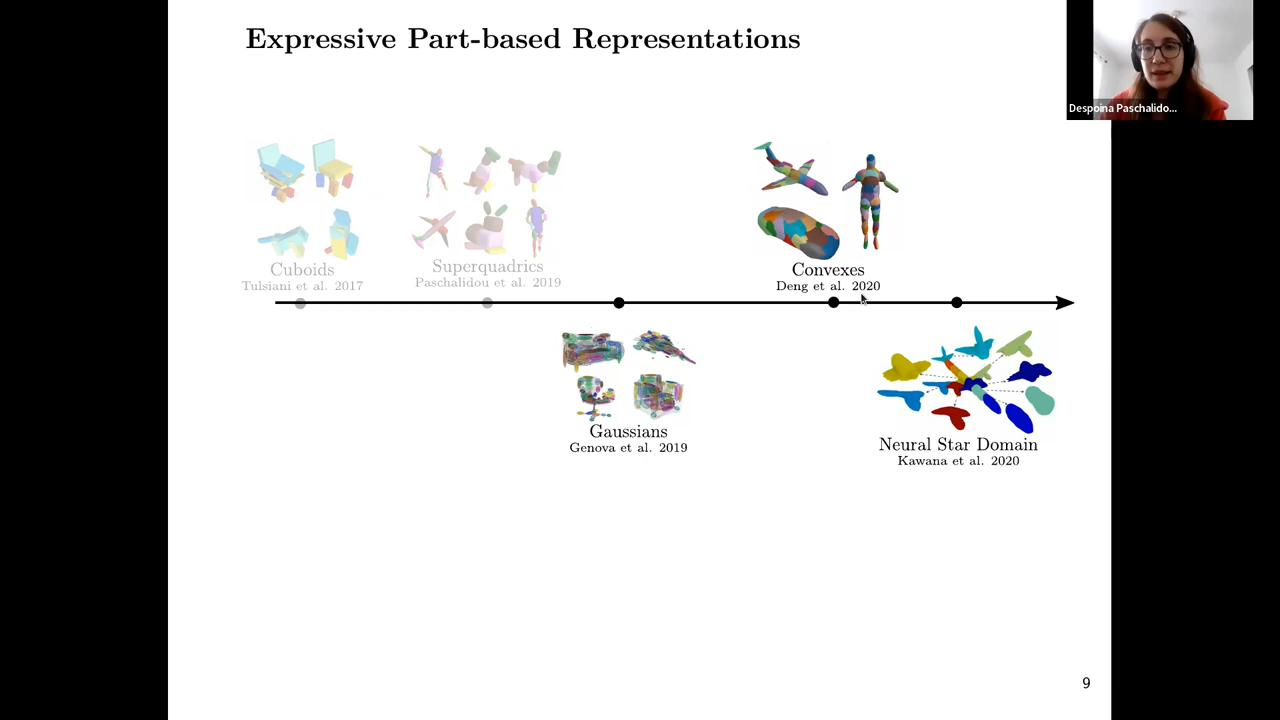 Expressive Part-based Representations
Despoina Paschalido...
Cuboids
Tulsiani et al. 2017
Superquadrics
Paschalidou et al. 2019
Convexes
Deng et al. 2020
Gaussians
Genova et al. 2019
Neural Star Domain
Kawana et al. 2020
9